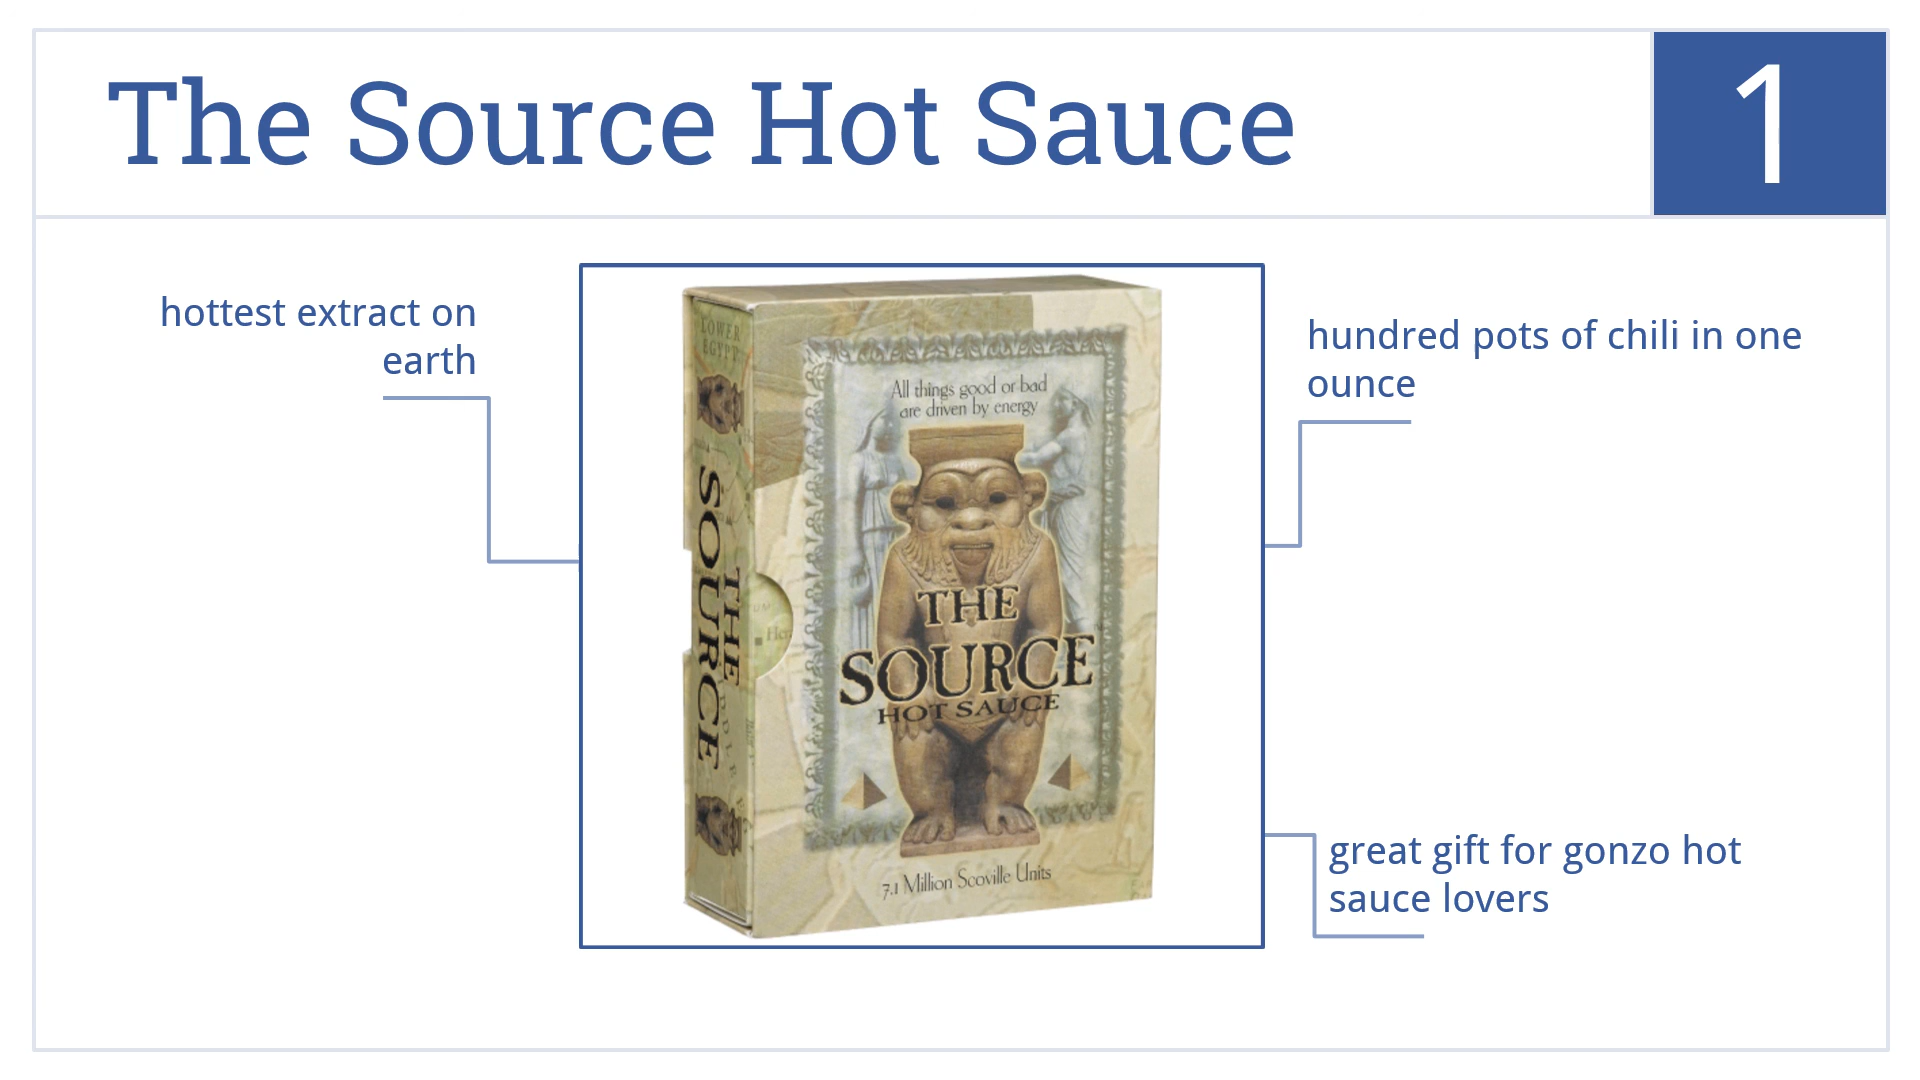 The Source Hot Sauce
1
hottest extract on
earth
hundred pots of chili in one
ounce
great gift for gonzo hot
sauce lovers
LOWER
EGYPT
THE
SOURCE
All things good or bad
are driven by energy
THE
SOURCE
HOT SAUCE
7.1 Million Scoville Units